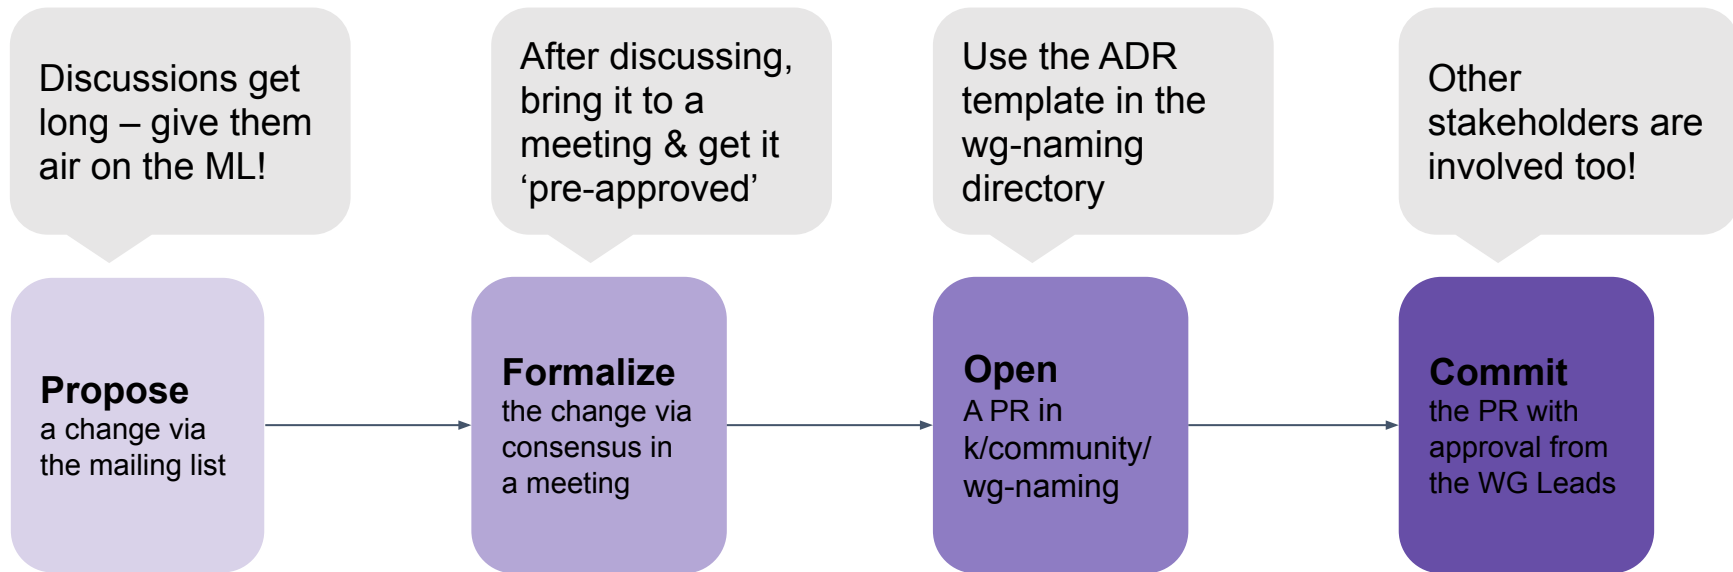 Discussions get
long – give them
air on the ML!
After discussing,
bring it to a
meeting & get it
‘pre-approved’
Use the ADR
template in the
wg-naming
directory
Other
stakeholders are
involved too!
Propose
a change via
the mailing list
Formalize
the change via
consensus in
a meeting
Open
A PR in
k/community/
wg-naming
Commit
the PR with
approval from
the WG Leads